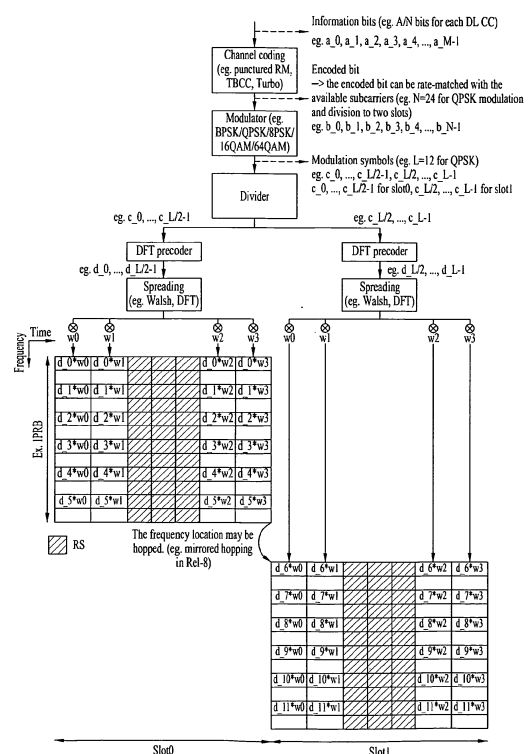 Information bits (eg. A/N bits for each DL CC)
eg. a_0, a_1, a_2, a_3, a_4, ..., a_M-1
Channel coding
(eg. punctured RM,
TBCC, Turbo)
Encoded bit
—> the encoded bit can be rate-matched with the
available subcarriers (eg. N=24 for QPSK modulation
and division to two slots)
eg. b_0, b_1, b_2, b_3, b_4, ..., b_N-1
Modulator (eg.
BPSK/QPSK/8PSK/
16QAM/64QAM)
Modulation symbols (eg. L=12 for QPSK)
eg. c_0, ..., c_L/2-1, c_L/2, ..., c_L-1
c_0, ..., c_L/2-1 for slot0, c_L/2, ..., c_L-1 for slot1
Divider
eg. c_0, ..., c_L/2-1
eg. c_L/2, ..., c_L-1
DFT precoder
DFT precoder
eg. d_0, ..., d_L/2-1
eg. d_L/2, ..., d_L-1
Spreading
(eg. Walsh, DFT)
Spreading
(eg. Walsh, DFT)
Time
Frequency
w0 w1 w2 w3
w0 w1 w2 w3
Ex. 1PRB
d_0*w0 d_0*w1 d_0*w2 d_0*w3
d_1*w0 d_1*w1 d_1*w2 d_1*w3
d_2*w0 d_2*w1 d_2*w2 d_2*w3
d_3*w0 d_3*w1 d_3*w2 d_3*w3
d_4*w0 d_4*w1 d_4*w2 d_4*w3
d_5*w0 d_5*w1 d_5*w2 d_5*w3
RS
The frequency location may be
hopped. (eg. mirrored hopping
in Rel-8)
d_6*w0 d_6*w1 d_6*w2 d_6*w3
d_7*w0 d_7*w1 d_7*w2 d_7*w3
d_8*w0 d_8*w1 d_8*w2 d_8*w3
d_9*w0 d_9*w1 d_9*w2 d_9*w3
d_10*w0 d_10*w1 d_10*w2 d_10*w3
d_11*w0 d_11*w1 d_11*w2 d_11*w3
Slot0
Slot1